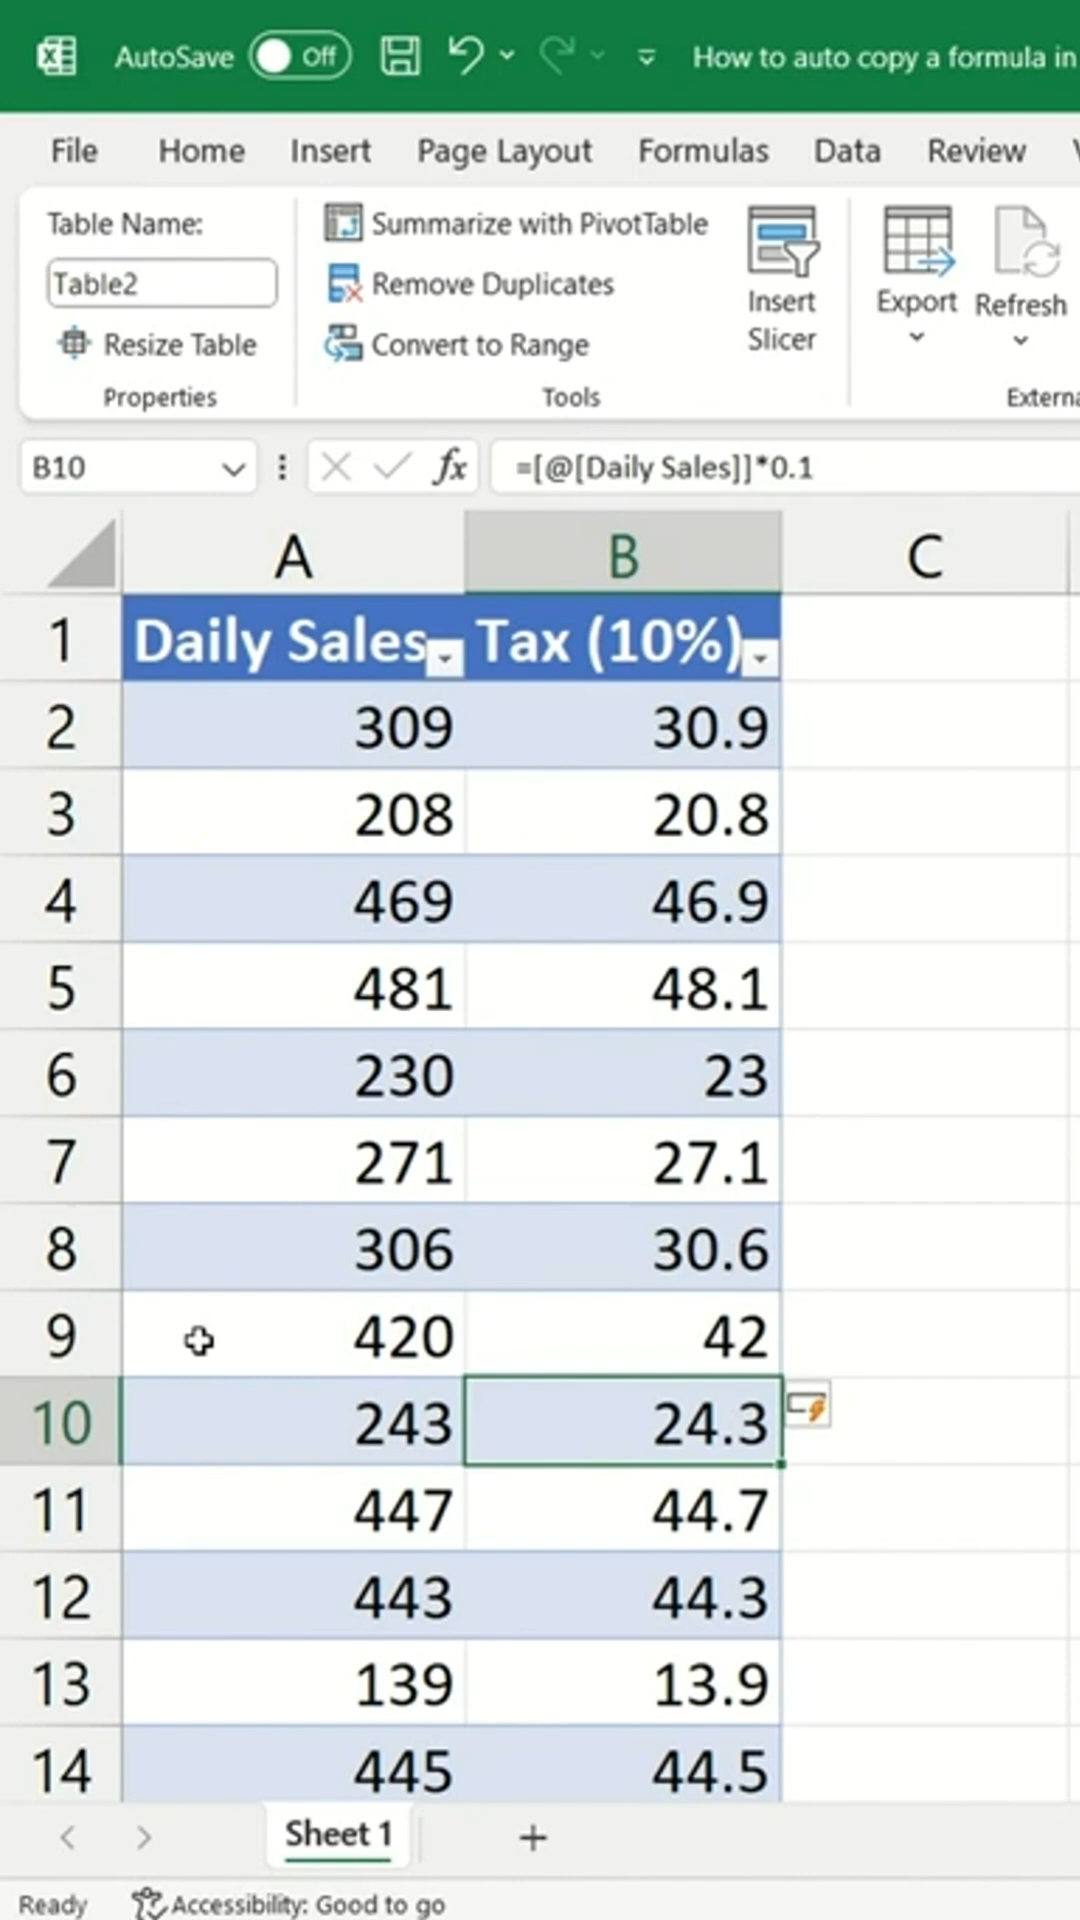 AutoSave Off How to auto copy a formula in
File Home Insert Page Layout Formulas Data Review
Table Name:
Table2
Resize Table
Properties
Summarize with PivotTable
Remove Duplicates
Convert to Range
Tools
Insert
Slicer
Export Refresh
Externa
B10 fx =[@[Daily Sales]]*0.1
A B C
1 Daily Sales Tax (10%)
2 309 30.9
3 208 20.8
4 469 46.9
5 481 48.1
6 230 23
7 271 27.1
8 306 30.6
9 420 42
10 243 24.3
11 447 44.7
12 443 44.3
13 139 13.9
14 445 44.5
Sheet 1 +
Ready Accessibility: Good to go